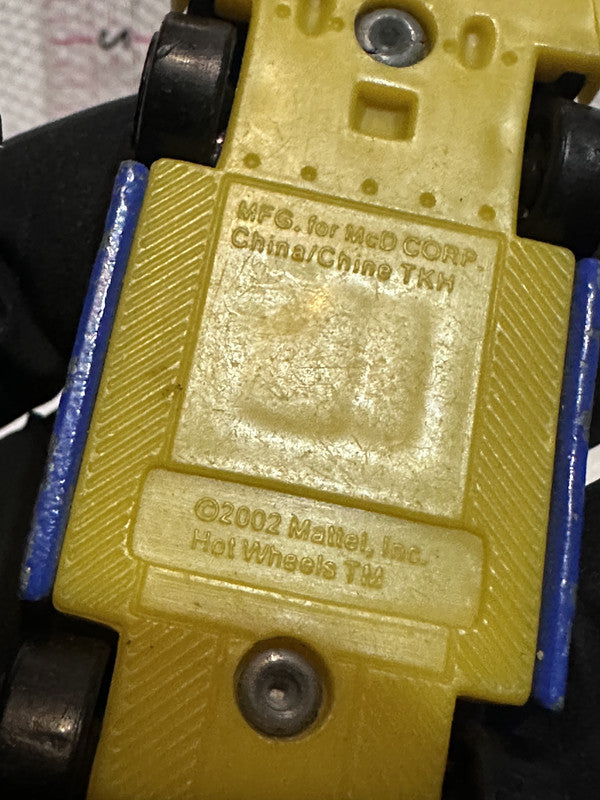 MFG. for McD CORP.
China/Chine TKH
©2002 Mattel, Inc.
Hot Wheels TM